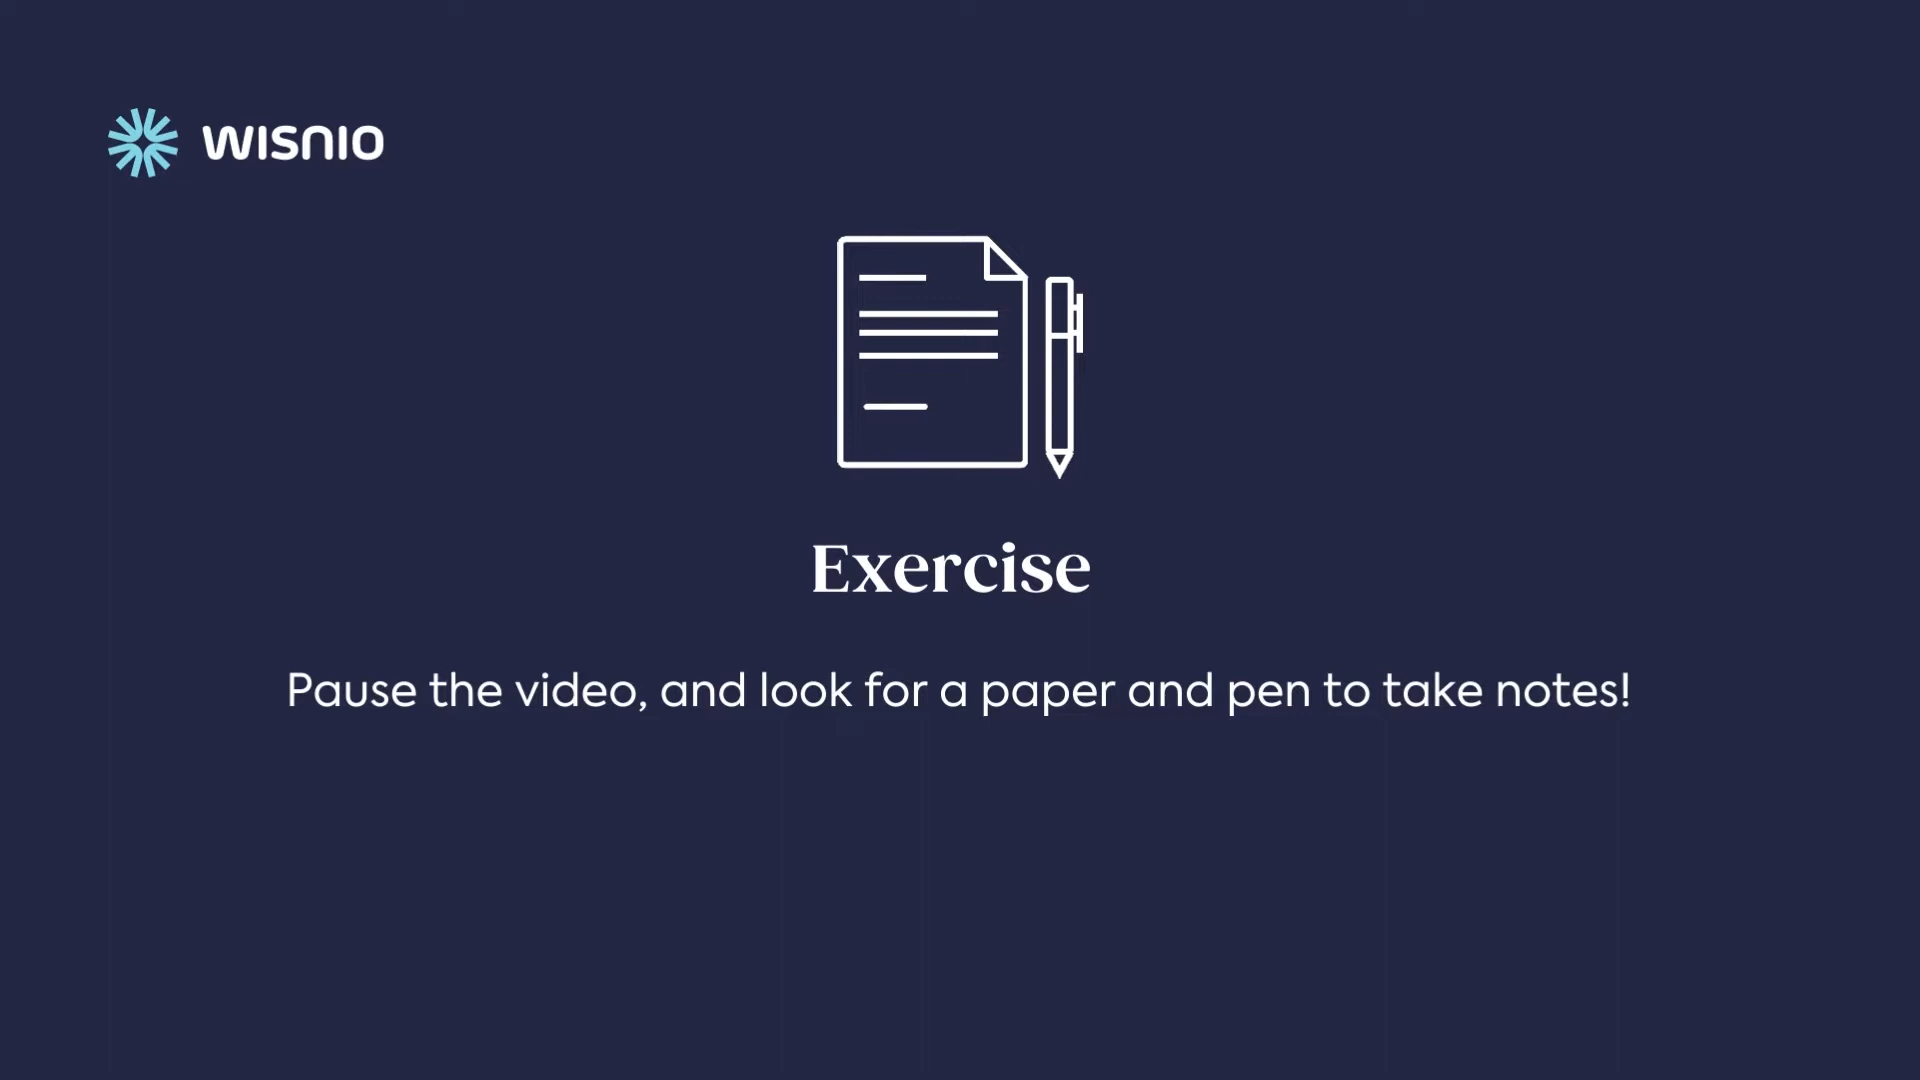 WISNIO
Exercise
Pause the video, and look for a paper and pen to take notes!